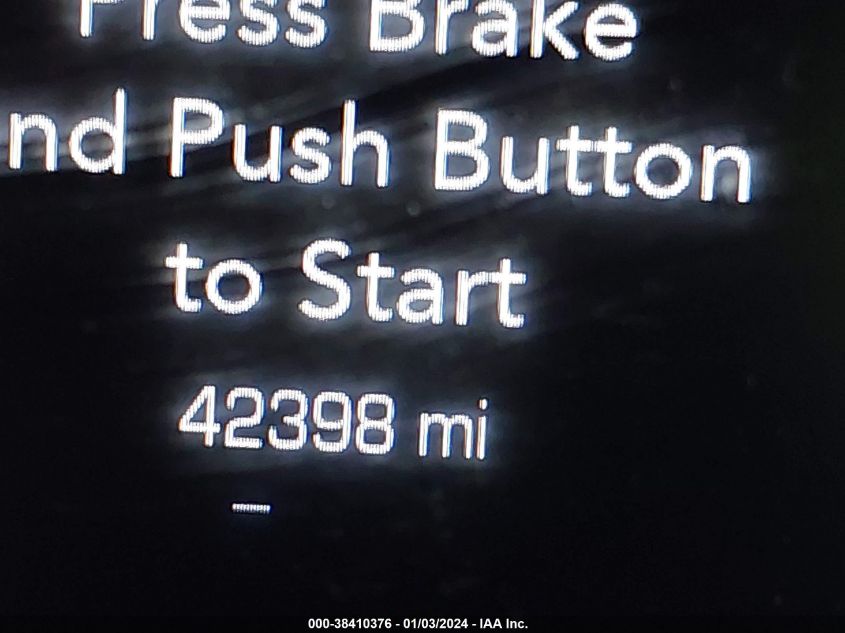 Press Brake
nd Push Button
to Start
42398 mi
000-38410376 - 01/03/2024 - IAA Inc.